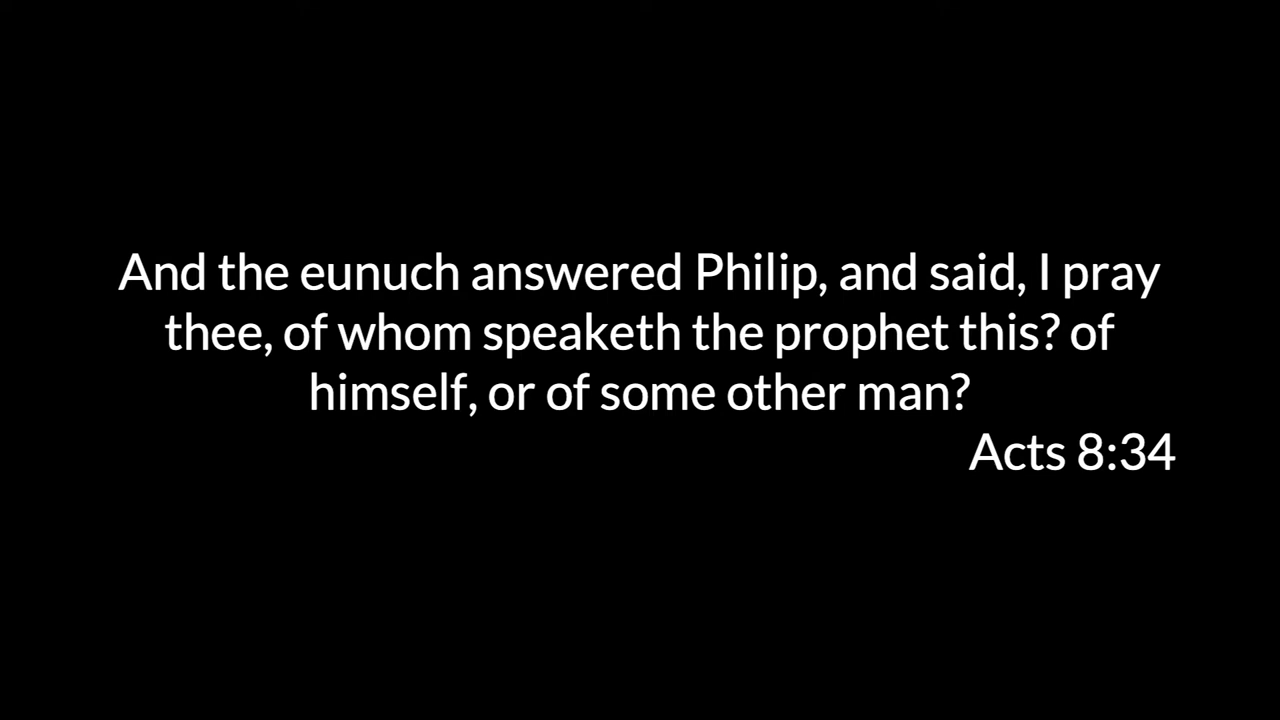 And the eunuch answered Philip, and said, I pray
thee, of whom speaketh the prophet this? of
himself, or of some other man?
Acts 8:34